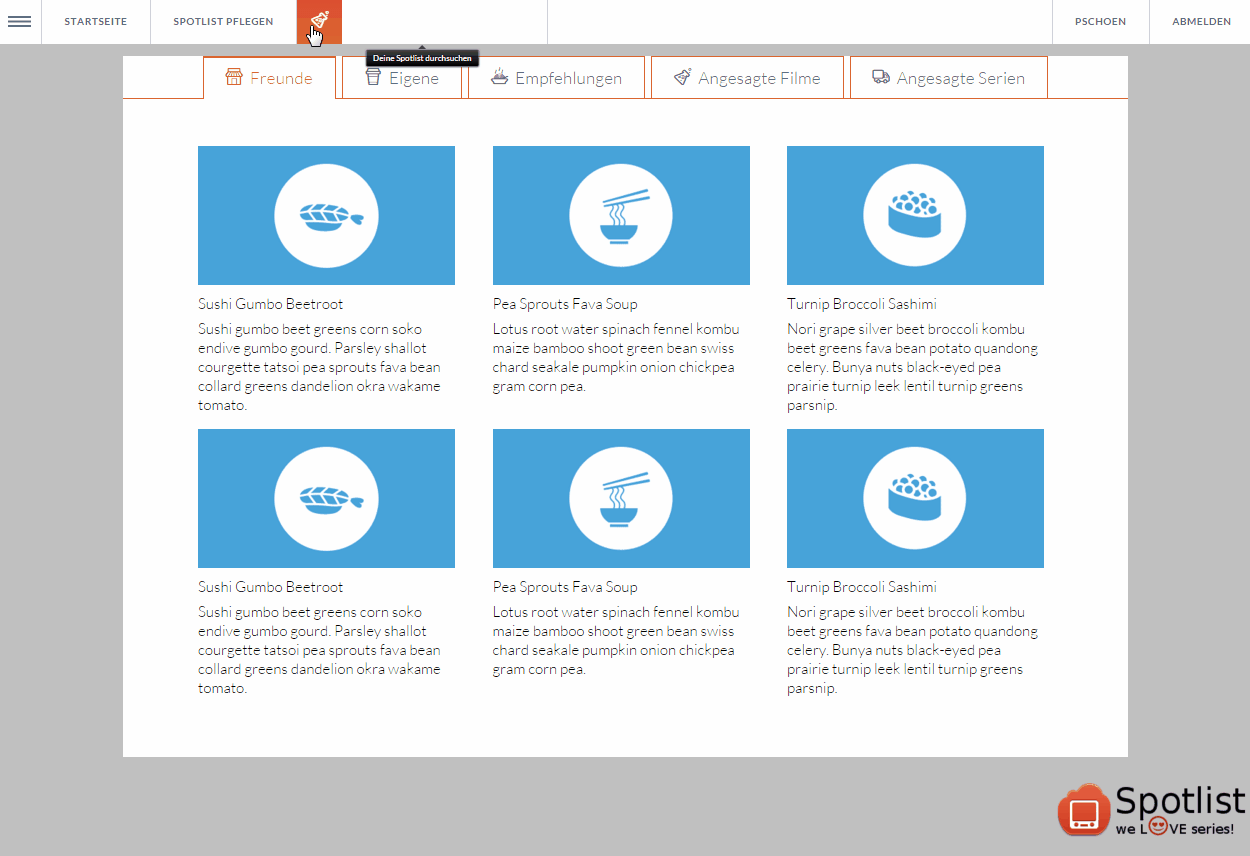 STARTSEITE SPOTLIST PFLEGEN PSCHOEN ABMELDEN
Deine Spotlist durchsuchen
Freunde Eigene Empfehlungen Angesagte Filme Angesagte Serien
Sushi Gumbo Beetroot
Sushi gumbo beet greens corn soko
endive gumbo gourd. Parsley shallot
courgette tatsoi pea sprouts fava bean
collard greens dandelion okra wakame
tomato.
Pea Sprouts Fava Soup
Lotus root water spinach fennel kombu
maize bamboo shoot green bean swiss
chard seakale pumpkin onion chickpea
gram corn pea.
Turnip Broccoli Sashimi
Nori grape silver beet broccoli kombu
beet greens fava bean potato quandong
celery. Bunya nuts black-eyed pea
prairie turnip leek lentil turnip greens
parsnip.
Sushi Gumbo Beetroot
Sushi gumbo beet greens corn soko
endive gumbo gourd. Parsley shallot
courgette tatsoi pea sprouts fava bean
collard greens dandelion okra wakame
tomato.
Pea Sprouts Fava Soup
Lotus root water spinach fennel kombu
maize bamboo shoot green bean swiss
chard seakale pumpkin onion chickpea
gram corn pea.
Turnip Broccoli Sashimi
Nori grape silver beet broccoli kombu
beet greens fava bean potato quandong
celery. Bunya nuts black-eyed pea
prairie turnip leek lentil turnip greens
parsnip.
Spotlist
we LOVE series!